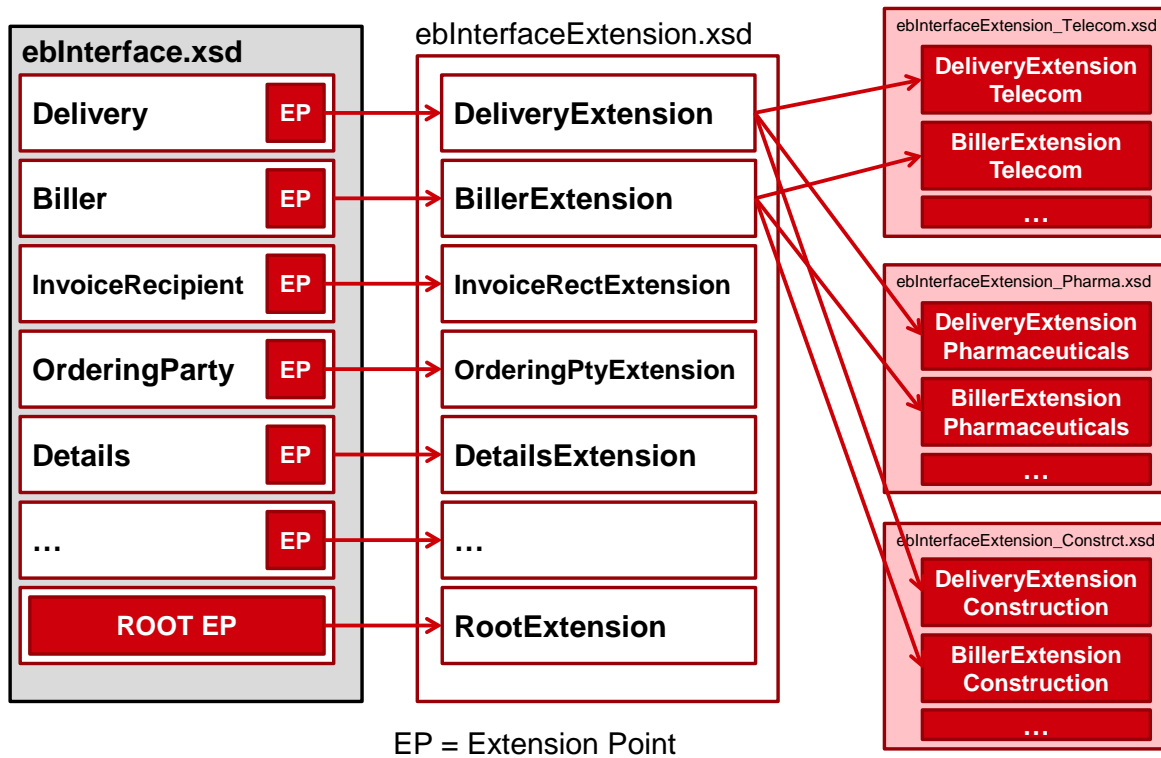 ebInterface.xsd
Delivery
EP
Biller
EP
InvoiceRecipient
EP
OrderingParty
EP
Details
EP
...
EP
ROOT EP
ebInterfaceExtension.xsd
DeliveryExtension
BillerExtension
InvoiceRectExtension
OrderingPtyExtension
DetailsExtension
...
RootExtension
ebInterfaceExtension_Telecom.xsd
DeliveryExtension
Telecom
BillerExtension
Telecom
...
ebInterfaceExtension_Pharma.xsd
DeliveryExtension
Pharmaceuticals
BillerExtension
Pharmaceuticals
...
ebInterfaceExtension_Constrct.xsd
DeliveryExtension
Construction
BillerExtension
Construction
...
EP = Extension Point